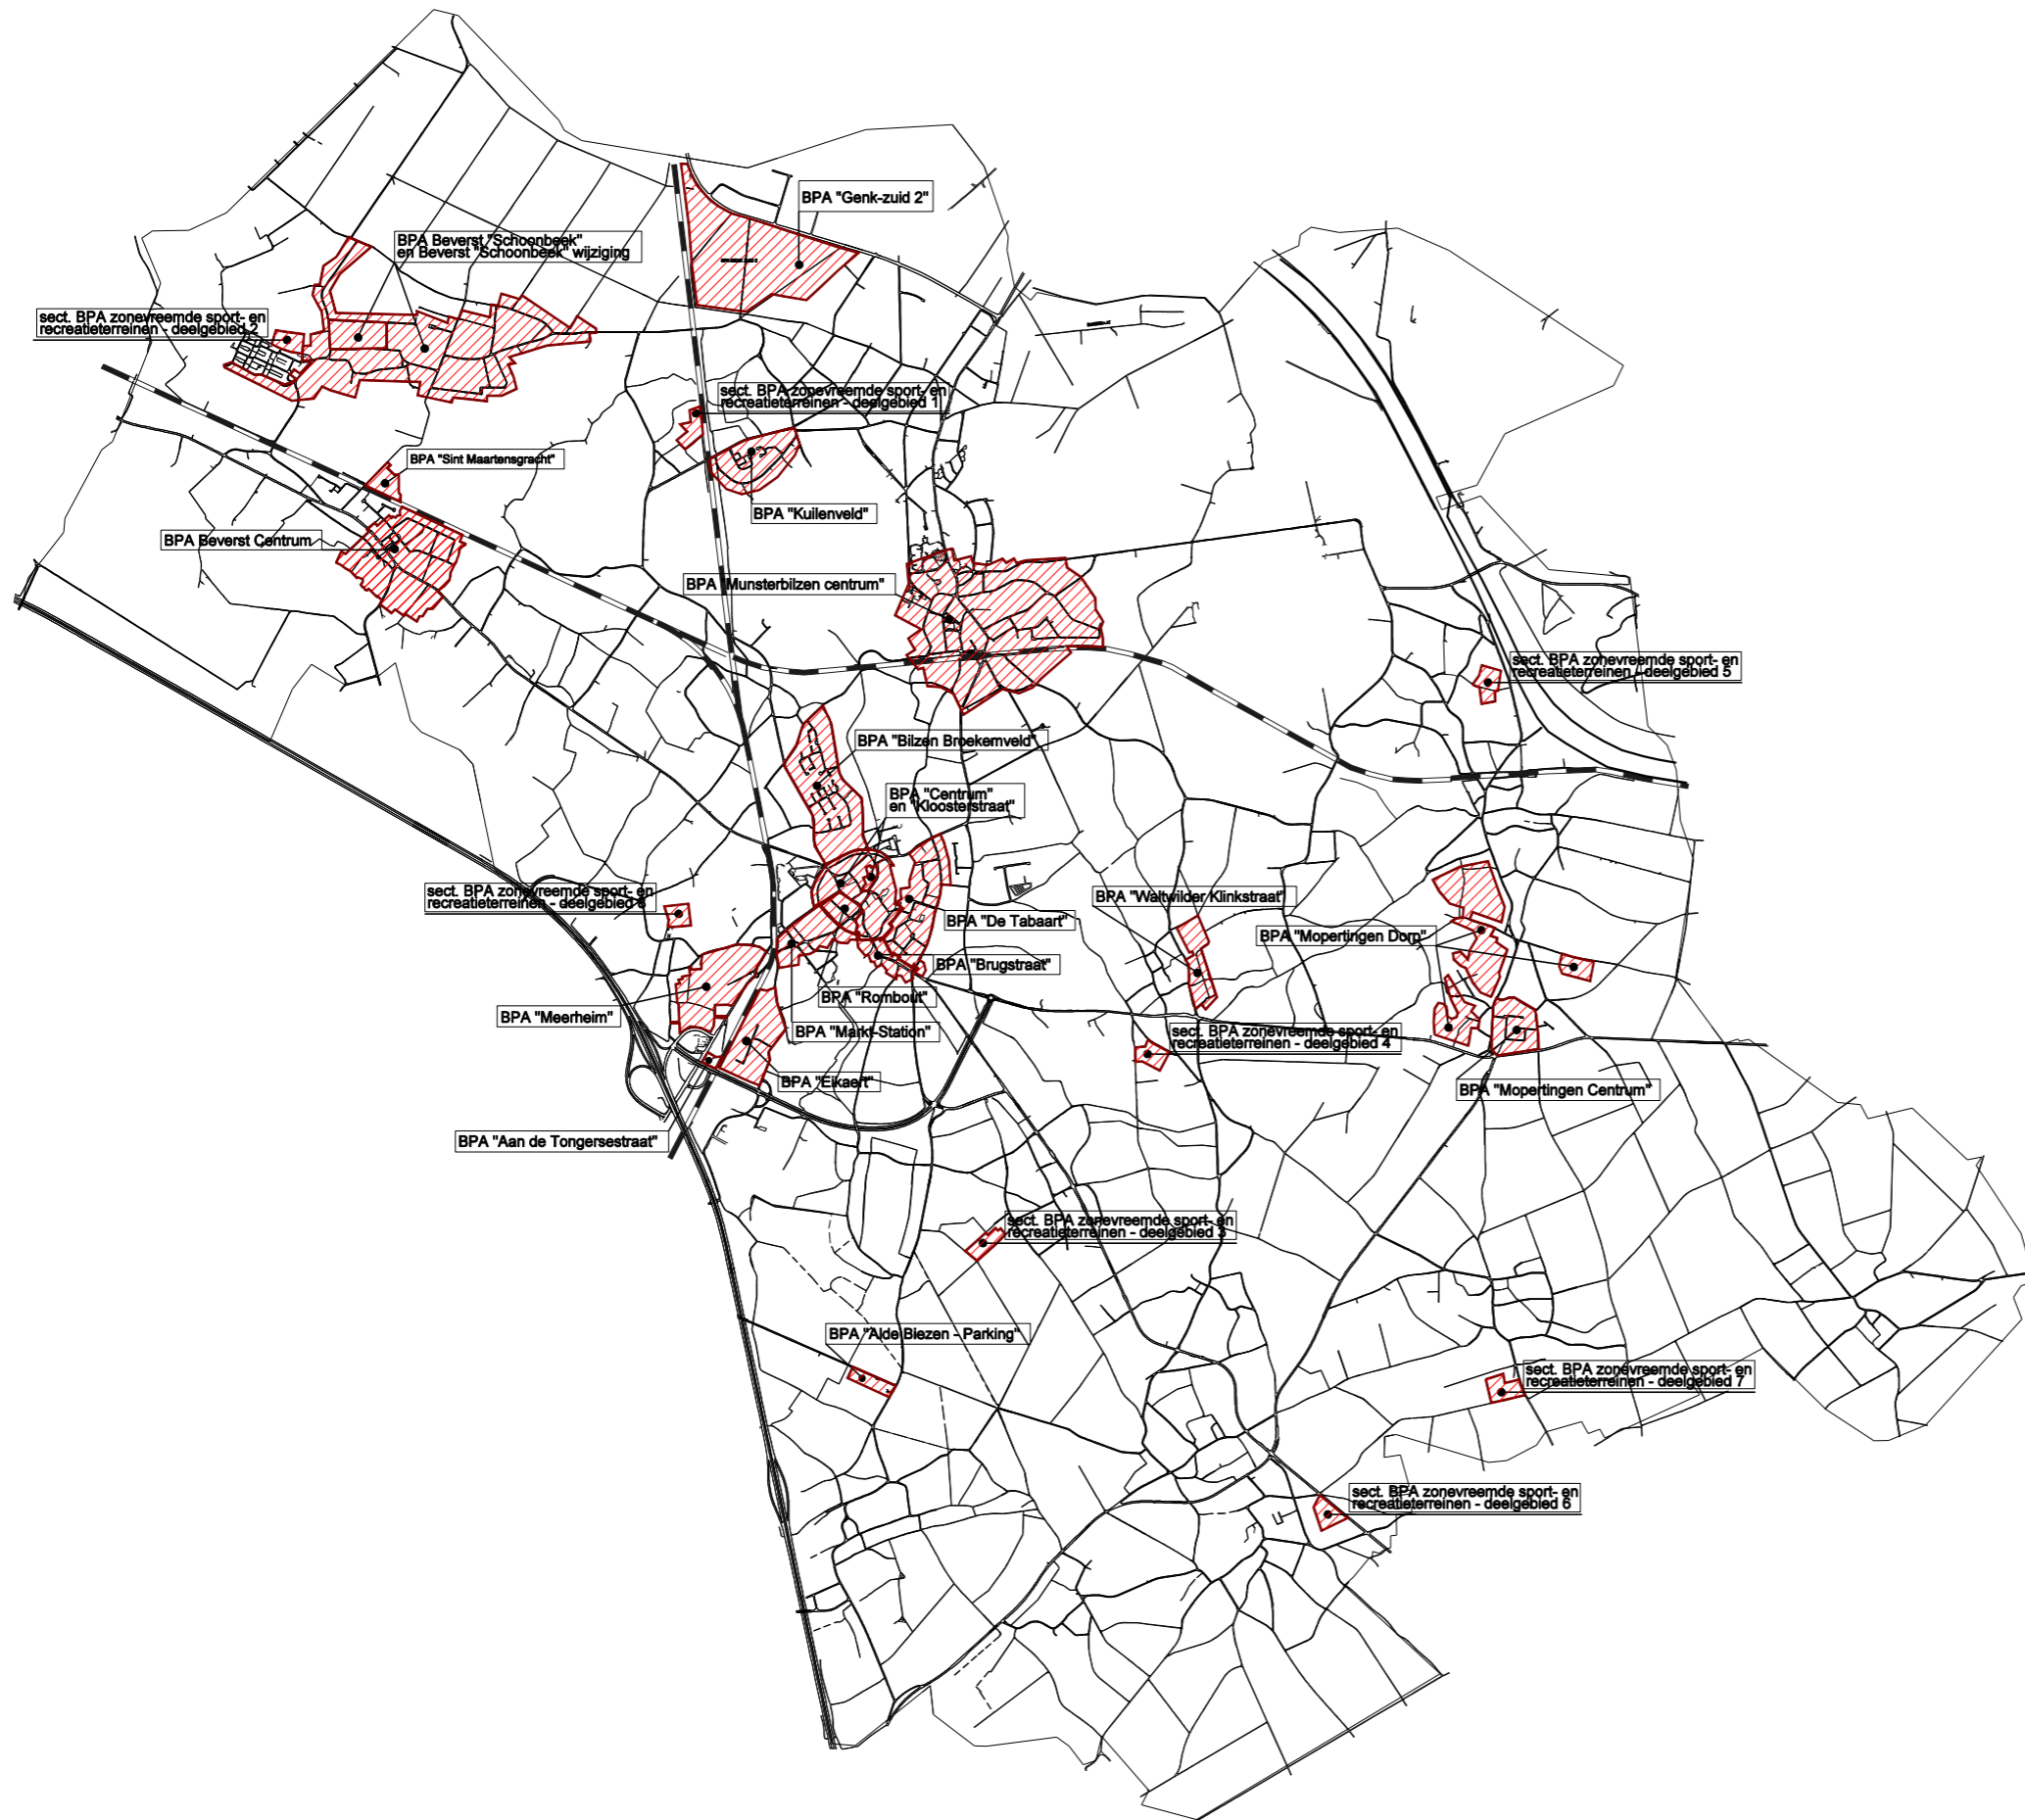 BPA "Genk-zuid 2"
BPA Beverst "Schoonbeek"
en Beverst "Schoonbeek" wijziging
sect. BPA zonevreemde sport- en
recreatieterreinen - deelgebied 2
sect. BPA zonevreemde sport- en
recreatieterreinen - deelgebied 1
BPA "Sint Maartensgracht"
BPA "Kuilenveld"
BPA Beverst Centrum
BPA "Munsterbilzen centrum"
sect. BPA zonevreemde sport- en
recreatieterreinen - deelgebied 5
BPA "Bilzen Broekemveld"
BPA "Centrum"
en "Kloosterstraat"
sect. BPA zonevreemde sport- en
recreatieterreinen - deelgebied 8
BPA "Waltwilder Klinkstraat"
BPA "De Tabaart"
BPA "Mopertingen Dorp"
BPA "Brugstraat"
BPA "Rombout"
BPA "Meerheim"
BPA "Markt-Station"
sect. BPA zonevreemde sport- en
recreatieterreinen - deelgebied 4
BPA "Eikaert"
BPA "Mopertingen Centrum"
BPA "Aan de Tongersestraat"
sect. BPA zonevreemde sport- en
recreatieterreinen - deelgebied 3
BPA "Alde Biezen - Parking"
sect. BPA zonevreemde sport- en
recreatieterreinen - deelgebied 7
sect. BPA zonevreemde sport- en
recreatieterreinen - deelgebied 6